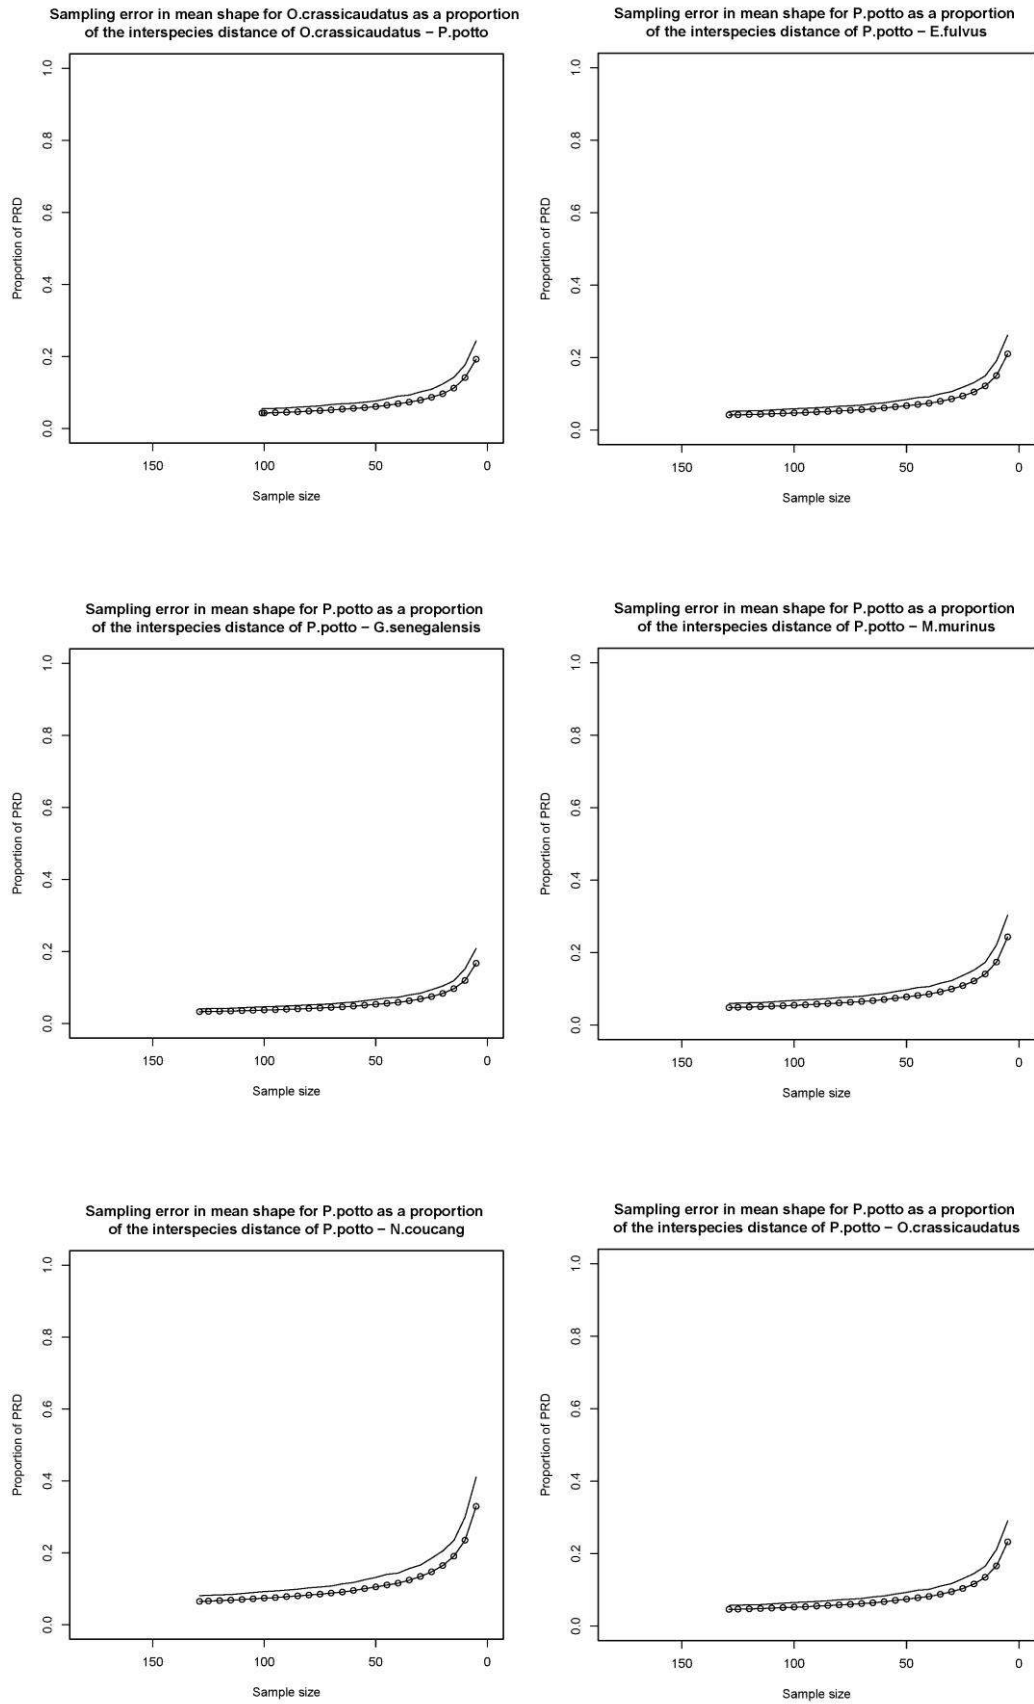 Sampling error in mean shape for O.crassicaudatus as a proportion
of the interspecies distance of O.crassicaudatus – P.potto
1.0
0.8
0.6
0.4
0.2
0.0
Proportion of PRD
150 100 50 0
Sample size
Sampling error in mean shape for P.potto as a proportion
of the interspecies distance of P.potto – E.fulvus
1.0
0.8
0.6
0.4
0.2
0.0
Proportion of PRD
150 100 50 0
Sample size
Sampling error in mean shape for P.potto as a proportion
of the interspecies distance of P.potto – G.senegalensis
1.0
0.8
0.6
0.4
0.2
0.0
Proportion of PRD
150 100 50 0
Sample size
Sampling error in mean shape for P.potto as a proportion
of the interspecies distance of P.potto – M.murinus
1.0
0.8
0.6
0.4
0.2
0.0
Proportion of PRD
150 100 50 0
Sample size
Sampling error in mean shape for P.potto as a proportion
of the interspecies distance of P.potto – N.coucang
1.0
0.8
0.6
0.4
0.2
0.0
Proportion of PRD
150 100 50 0
Sample size
Sampling error in mean shape for P.potto as a proportion
of the interspecies distance of P.potto – O.crassicaudatus
1.0
0.8
0.6
0.4
0.2
0.0
Proportion of PRD
150 100 50 0
Sample size